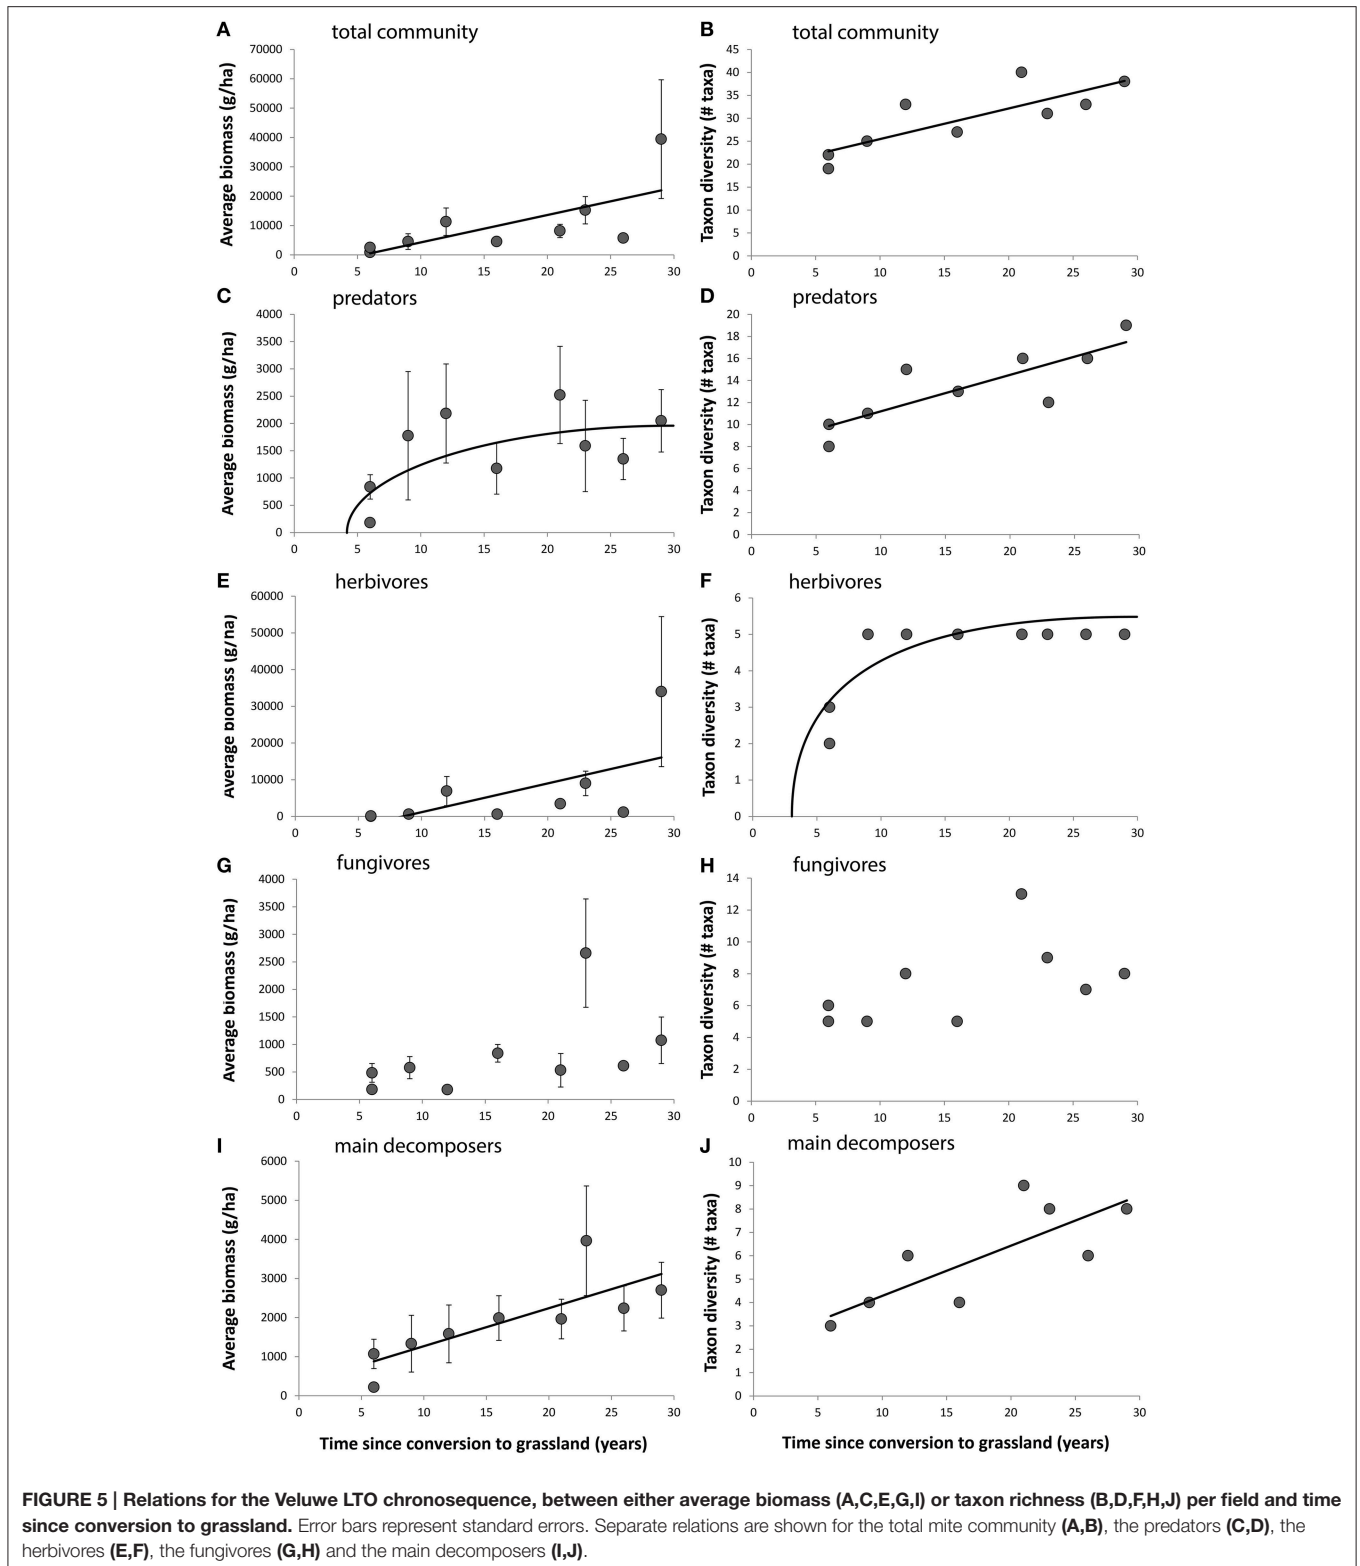 A total community
Average biomass (g/ha)
70000
60000
50000
40000
30000
20000
10000
0
0 5 10 15 20 25 30
B total community
Taxon diversity (# taxa)
45
40
35
30
25
20
15
10
5
0
0 5 10 15 20 25 30
C predators
Average biomass (g/ha)
4000
3500
3000
2500
2000
1500
1000
500
0
0 5 10 15 20 25 30
D predators
Taxon diversity (# taxa)
20
18
16
14
12
10
8
6
4
2
0
0 5 10 15 20 25 30
E herbivores
Average biomass (g/ha)
60000
50000
40000
30000
20000
10000
0
0 5 10 15 20 25 30
F herbivores
Taxon diversity (# taxa)
6
5
4
3
2
1
0
0 5 10 15 20 25 30
G fungivores
Average biomass (g/ha)
4000
3500
3000
2500
2000
1500
1000
500
0
0 5 10 15 20 25 30
H fungivores
Taxon diversity (# taxa)
14
12
10
8
6
4
2
0
0 5 10 15 20 25 30
I main decomposers
Average biomass (g/ha)
6000
5000
4000
3000
2000
1000
0
0 5 10 15 20 25 30
Time since conversion to grassland (years)
J main decomposers
Taxon diversity (# taxa)
10
9
8
7
6
5
4
3
2
1
0
0 5 10 15 20 25 30
Time since conversion to grassland (years)
FIGURE 5 | Relations for the Veluwe LTO chronosequence, between either average biomass (A,C,E,G,I) or taxon richness (B,D,F,H,J) per field and time
since conversion to grassland. Error bars represent standard errors. Separate relations are shown for the total mite community (A,B), the predators (C,D), the
herbivores (E,F), the fungivores (G,H) and the main decomposers (I,J).